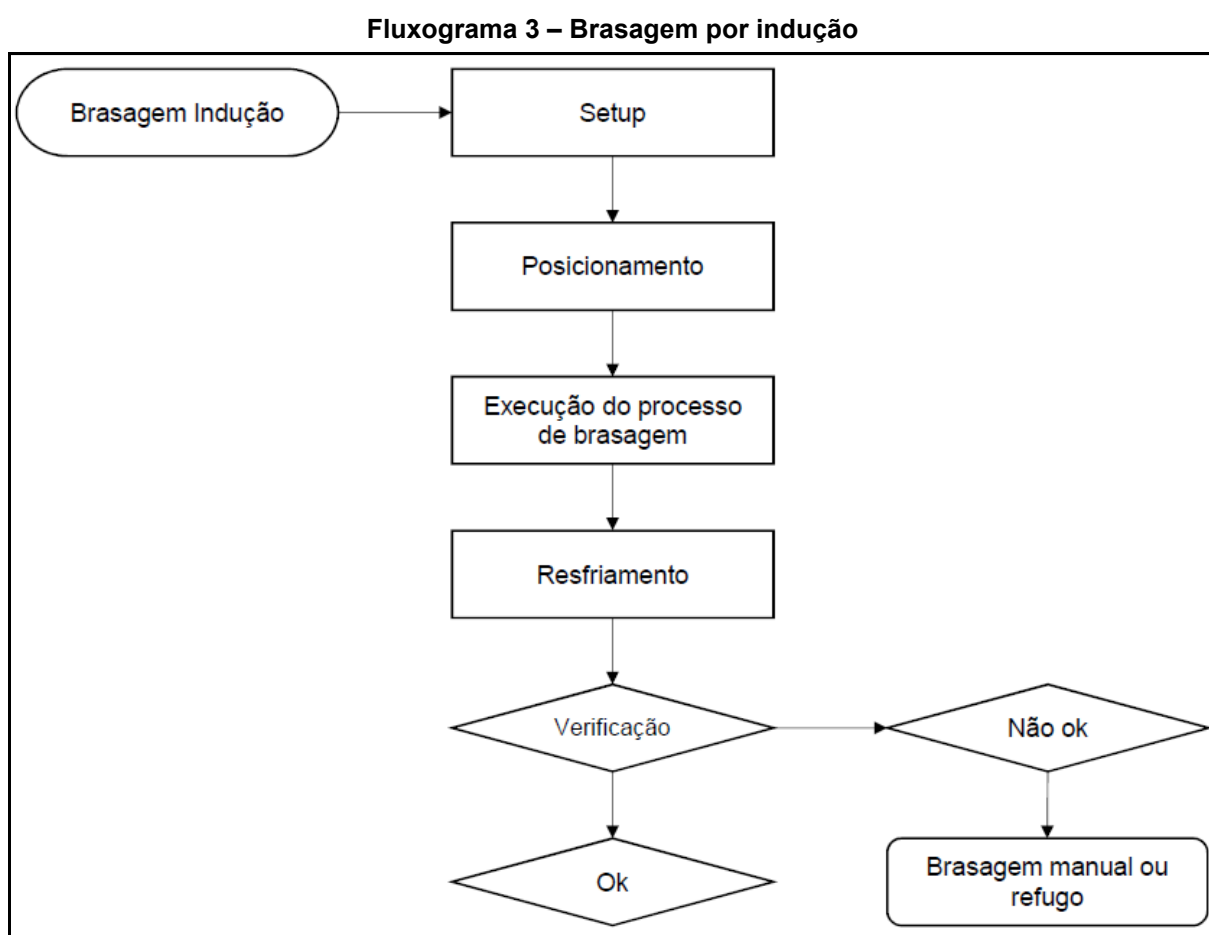 Fluxograma 3 – Brasagem por indução
Brasagem Indução
Setup
Posicionamento
Execução do processo
de brasagem
Resfriamento
Verificação
Não ok
Ok
Brasagem manual ou
refugo